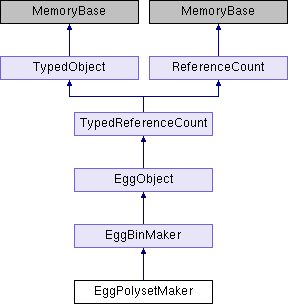 MemoryBase MemoryBase
TypedObject ReferenceCount
TypedReferenceCount
EggObject
EggBinMaker
EggPolysetMaker